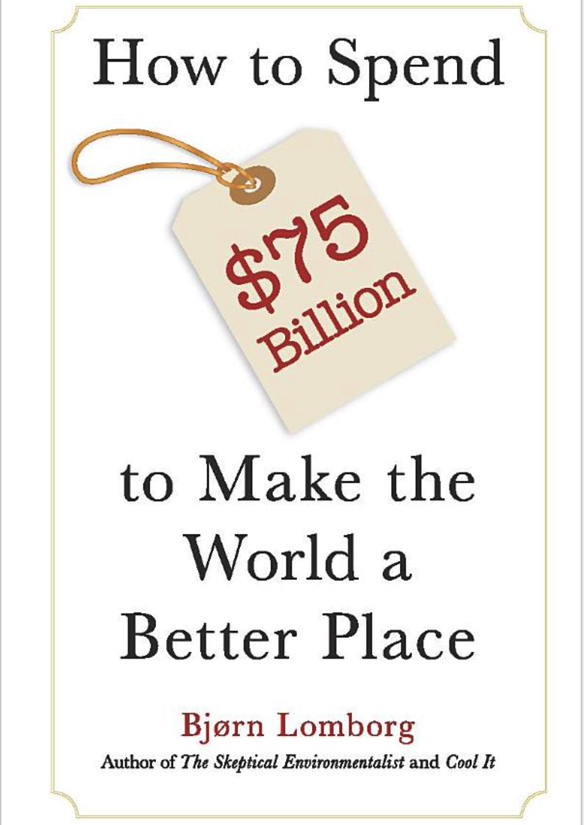 How to Spend
$75
Billion
to Make the
World a
Better Place
Bjørn Lomborg
Author of The Skeptical Environmentalist and Cool It